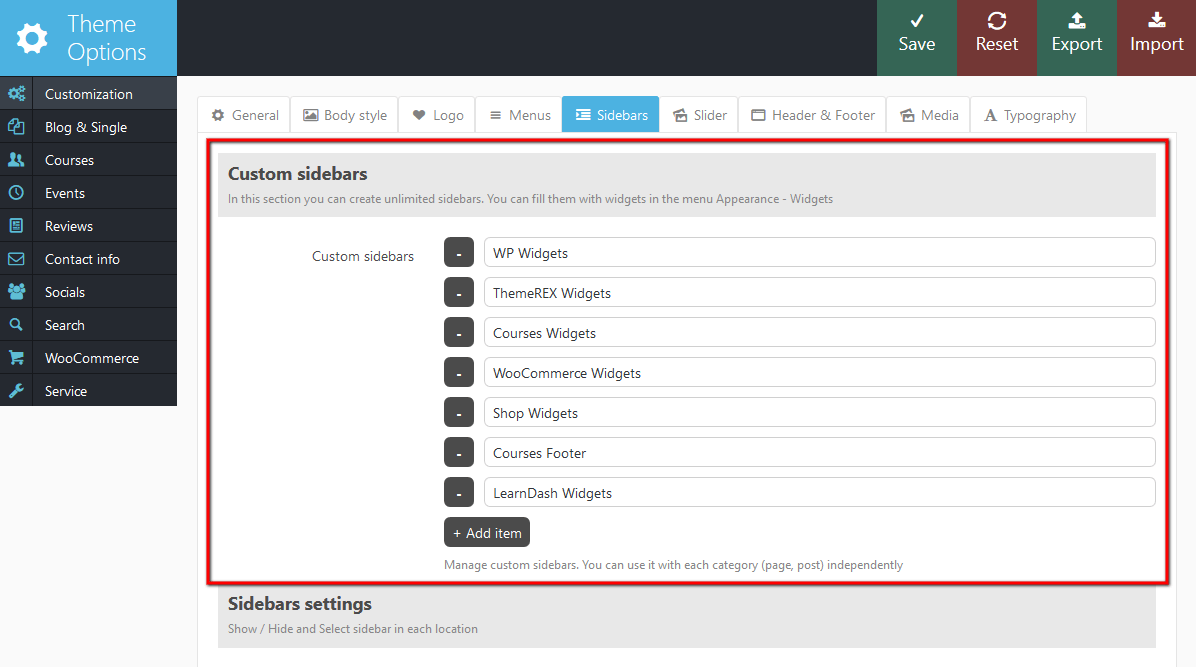 Theme
Options
Save
Reset
Export
Import
Customization
Blog & Single
Courses
Events
Reviews
Contact info
Socials
Search
WooCommerce
Service
General
Body style
Logo
Menus
Sidebars
Slider
Header & Footer
Media
Typography
Custom sidebars
In this section you can create unlimited sidebars. You can fill them with widgets in the menu Appearance - Widgets
Custom sidebars
- WP Widgets
- ThemeREX Widgets
- Courses Widgets
- WooCommerce Widgets
- Shop Widgets
- Courses Footer
- LearnDash Widgets
+ Add item
Manage custom sidebars. You can use it with each category (page, post) independently
Sidebars settings
Show / Hide and Select sidebar in each location